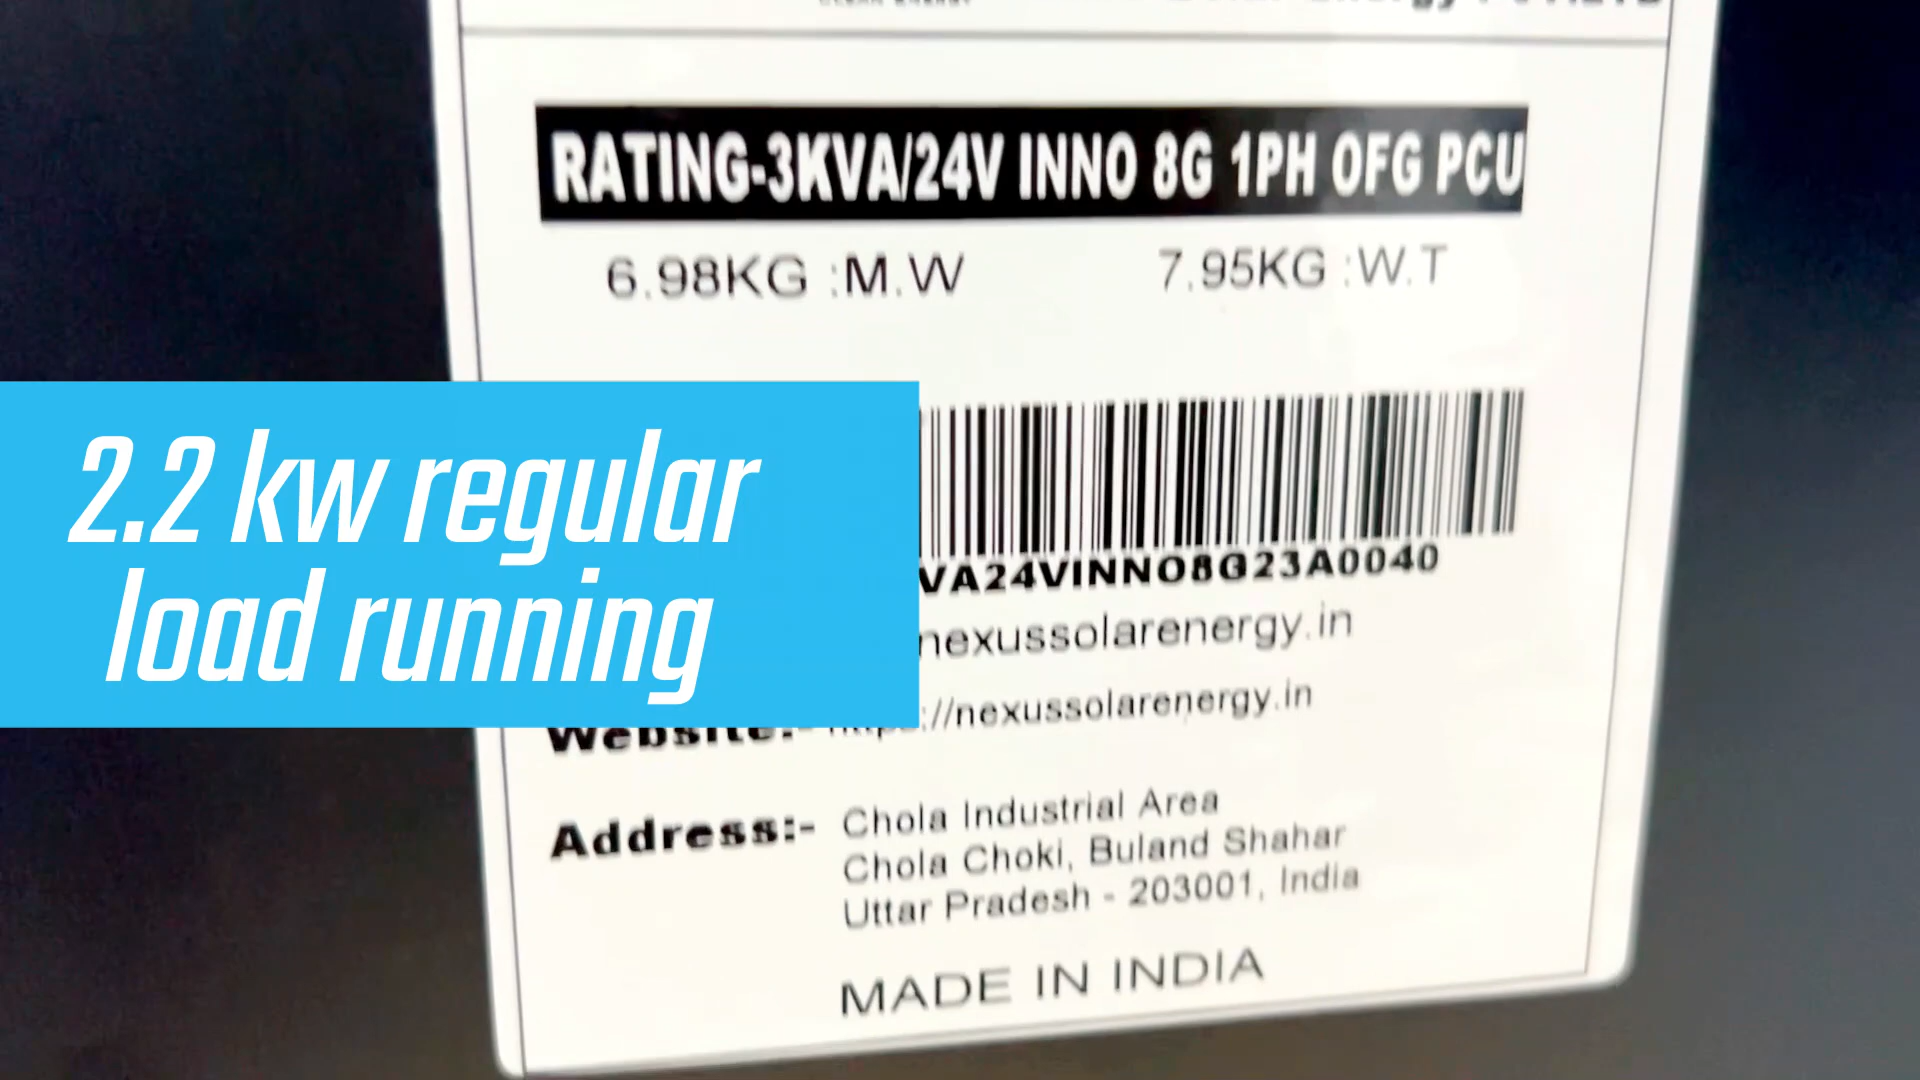 RATING-3KVA/24V INNO 8G 1PH OFG PCU
6.98KG :M.W 7.95KG :W.T
2.2 kw regular
load running
VA24VINNO8G23A0040
nexussolarenergy.in
Website:- https://nexussolarenergy.in
Address:- Chola Industrial Area
Chola Choki, Buland Shahar
Uttar Pradesh - 203001, India
MADE IN INDIA